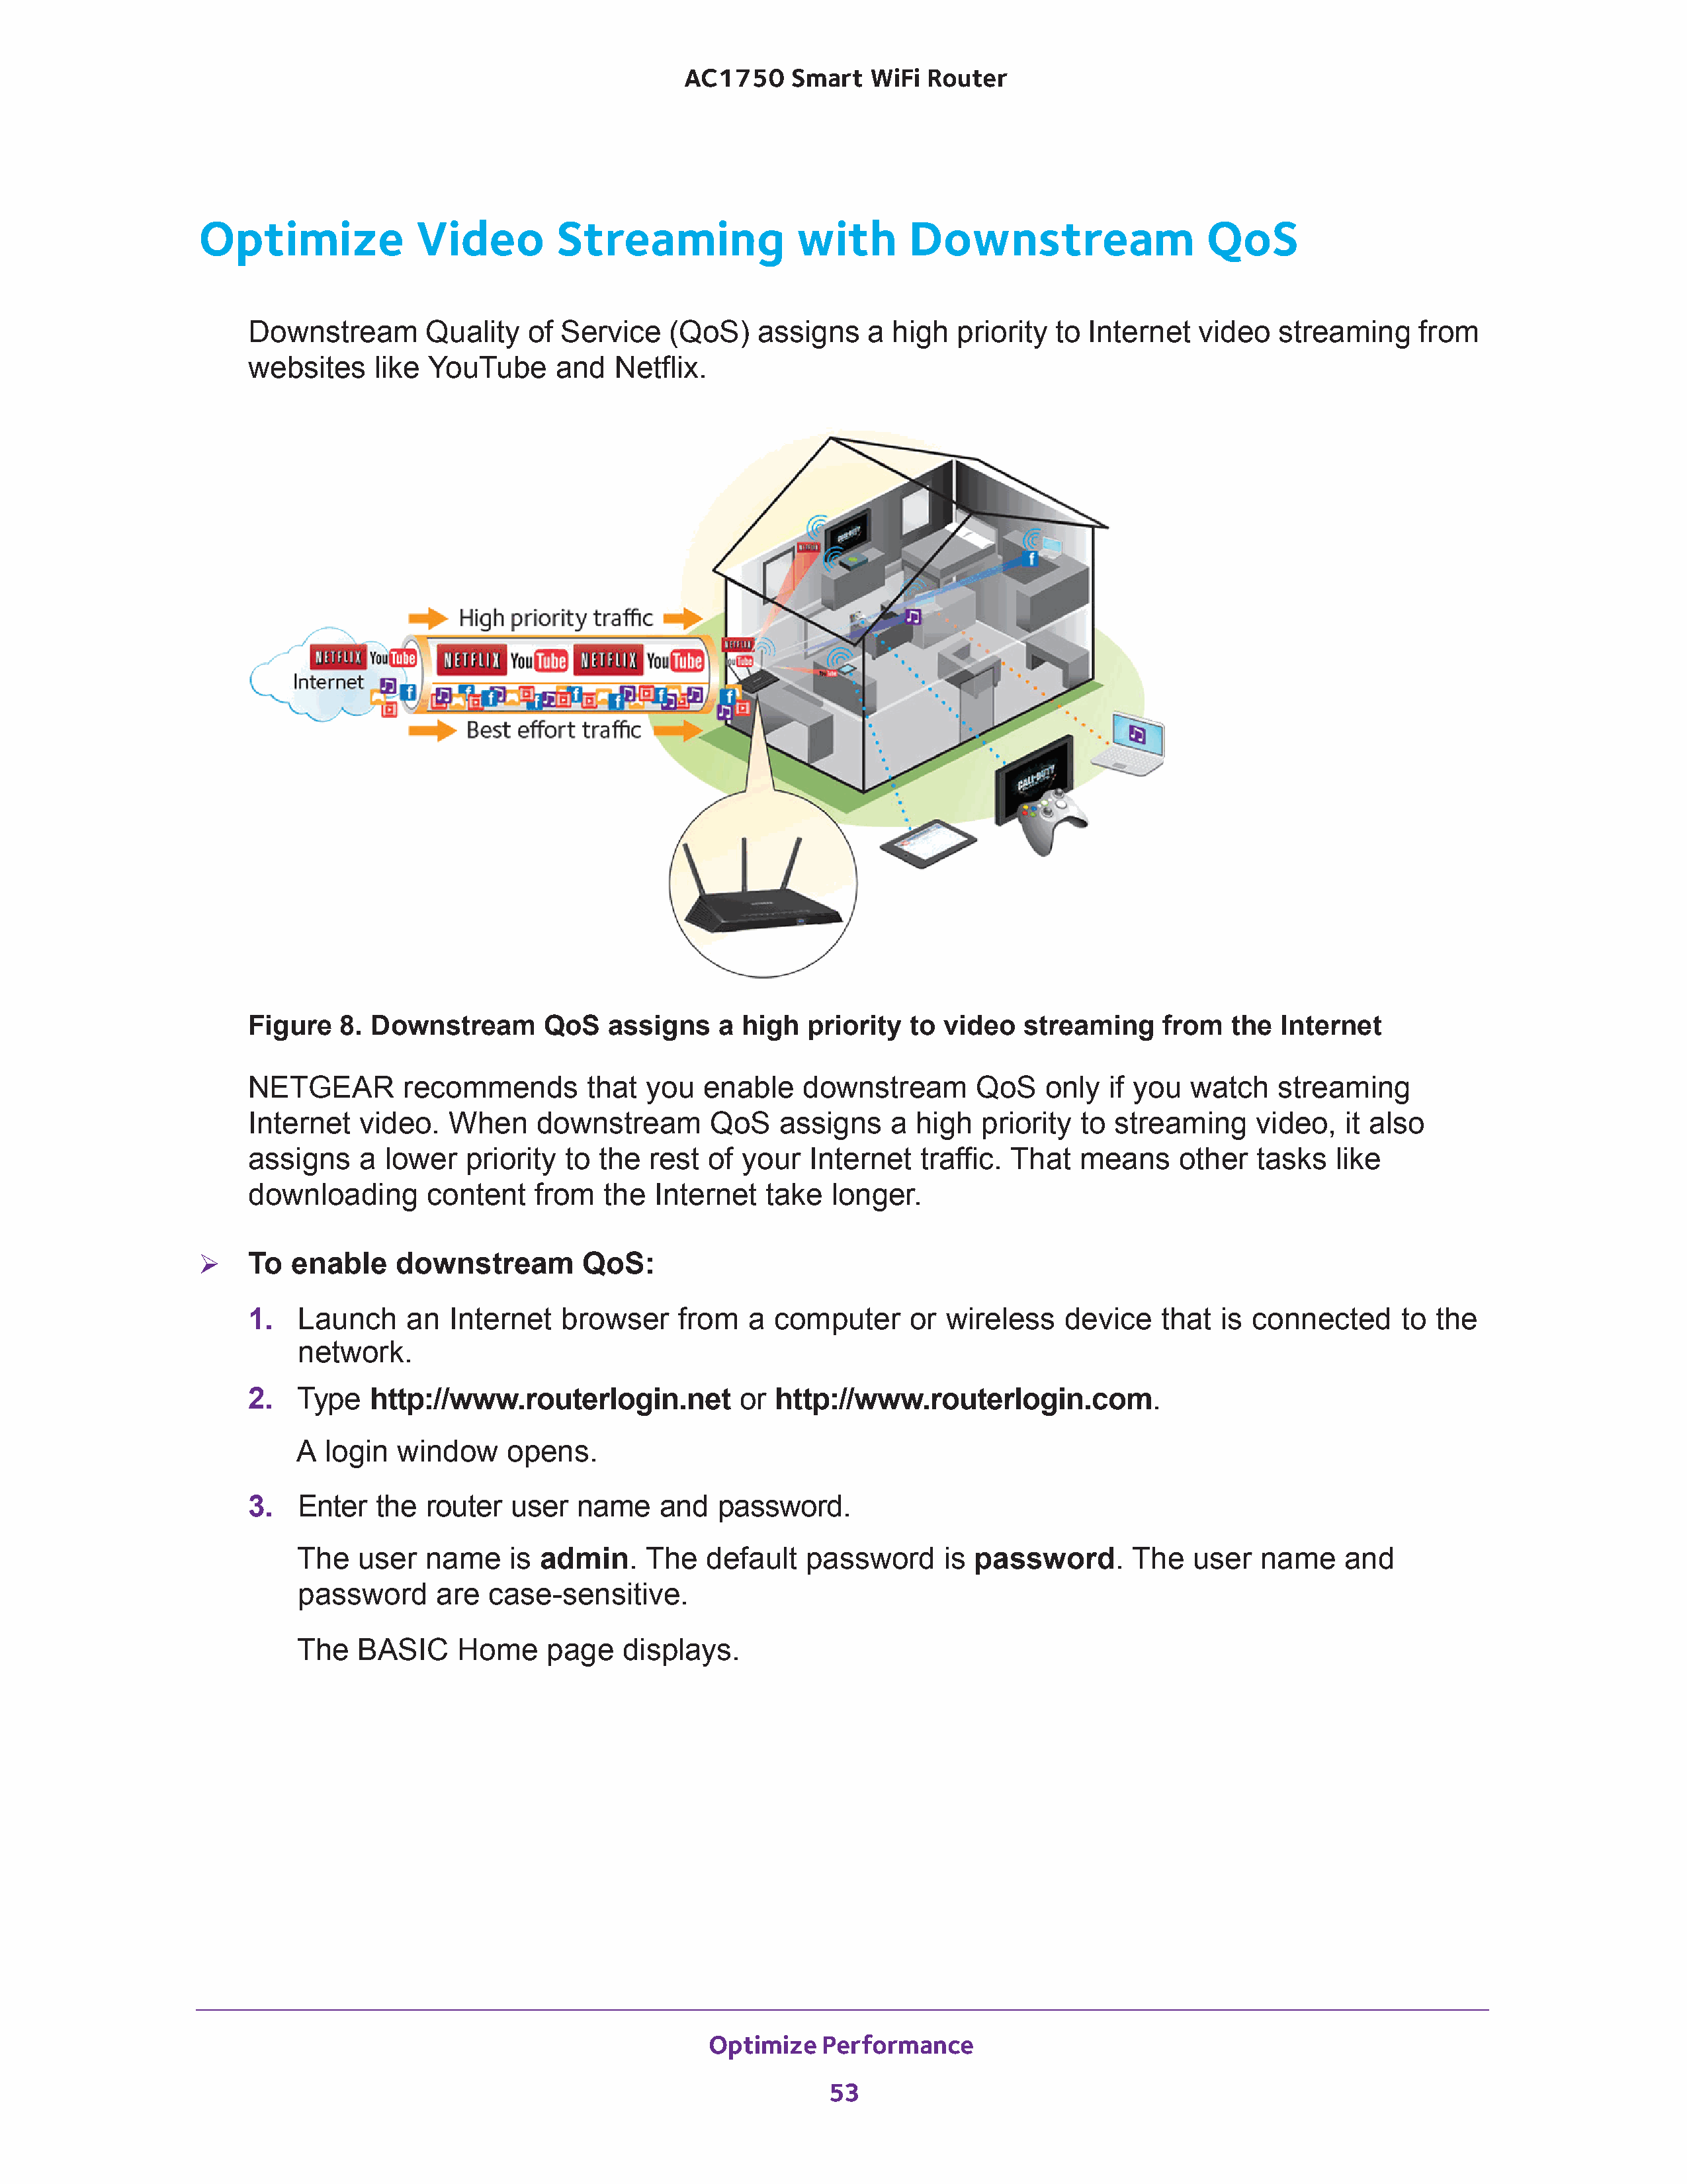 AC1750 Smart WiFi Router
Optimize Video Streaming with Downstream QoS
Downstream Quality of Service (QoS) assigns a high priority to Internet video streaming from
websites like YouTube and Netflix.
High priority traffic
NETFLIX YouTube NETFLIX YouTube NETFLIX YouTube
Internet
Best effort traffic
CALL OF DUTY
Figure 8. Downstream QoS assigns a high priority to video streaming from the Internet
NETGEAR recommends that you enable downstream QoS only if you watch streaming
Internet video. When downstream QoS assigns a high priority to streaming video, it also
assigns a lower priority to the rest of your Internet traffic. That means other tasks like
downloading content from the Internet take longer.
➢ To enable downstream QoS:
1. Launch an Internet browser from a computer or wireless device that is connected to the
network.
2. Type http://www.routerlogin.net or http://www.routerlogin.com.
A login window opens.
3. Enter the router user name and password.
The user name is admin. The default password is password. The user name and
password are case-sensitive.
The BASIC Home page displays.
Optimize Performance
53